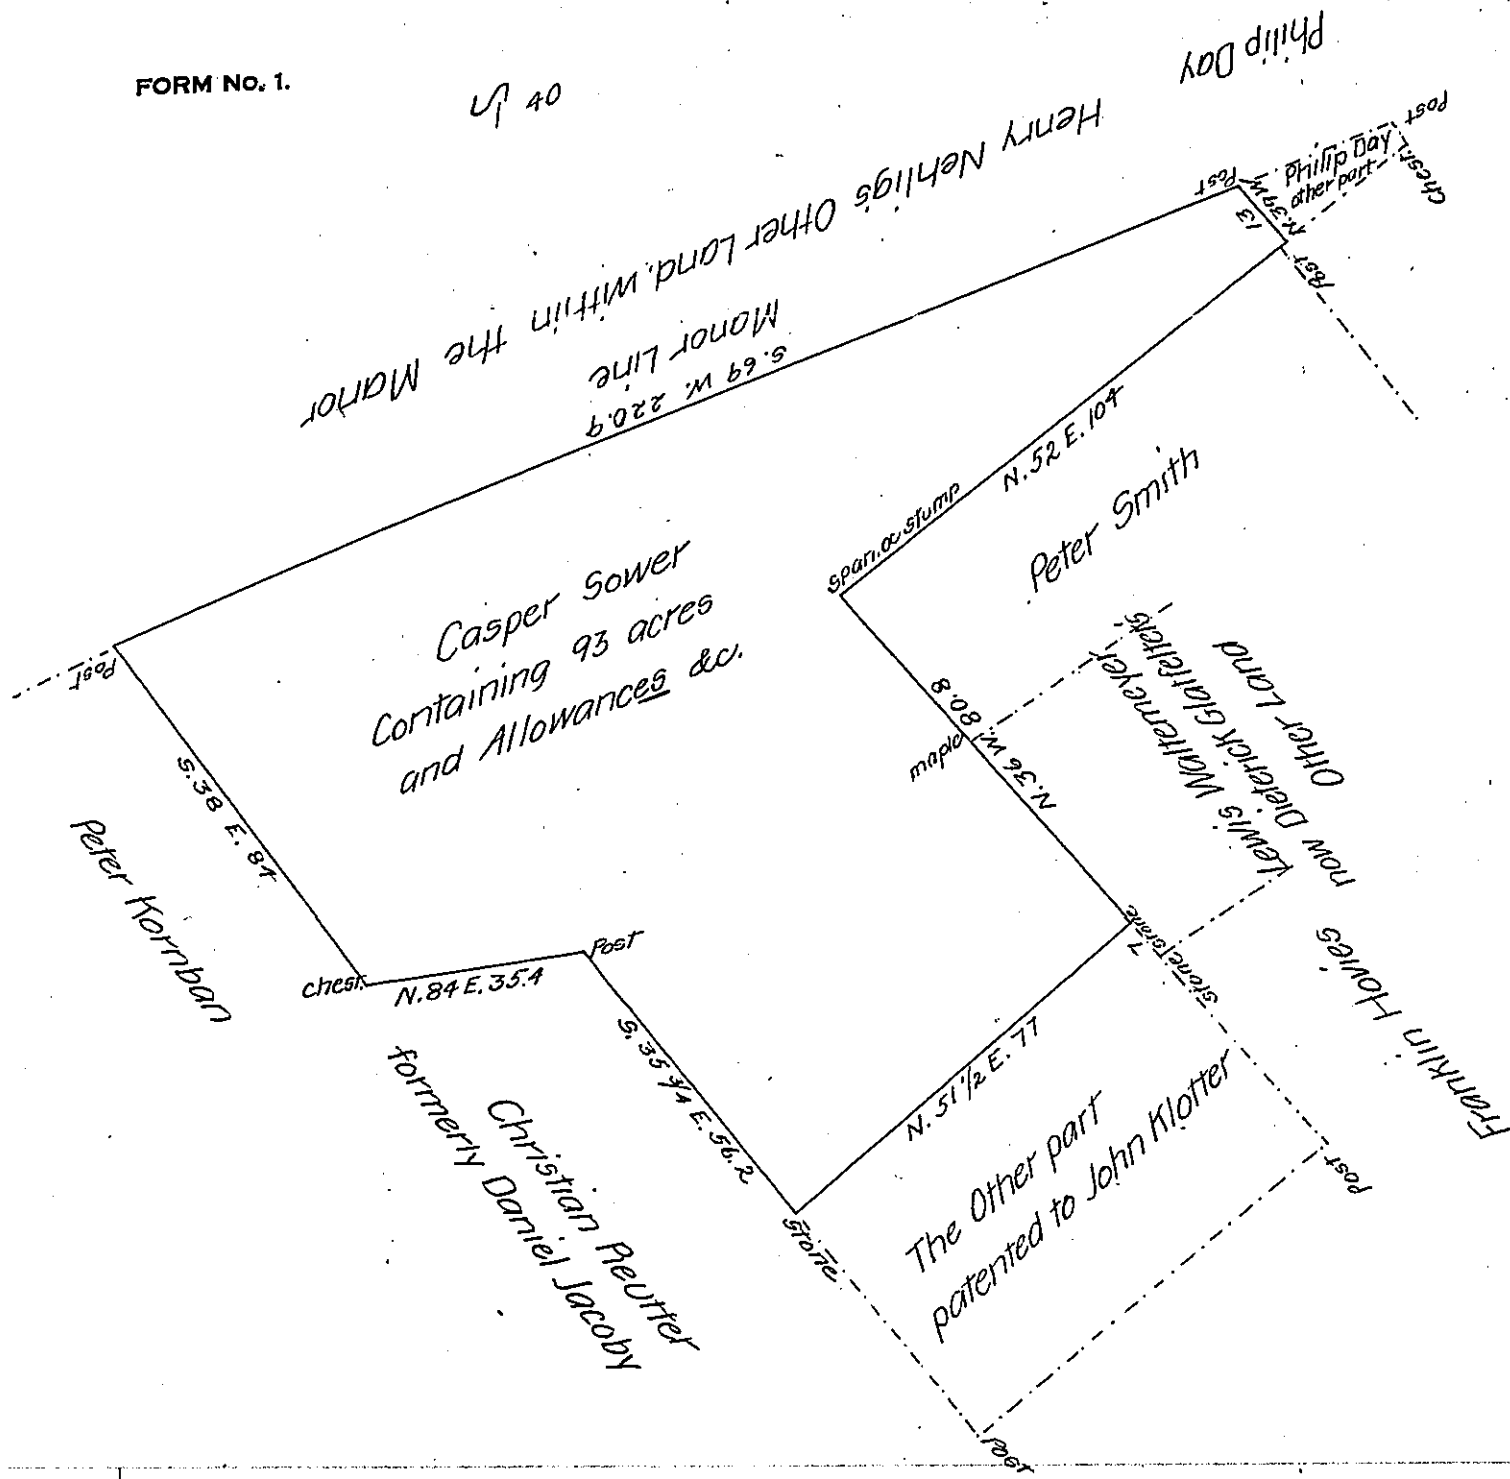 FORM No. 1.
40
Philip Day
Henry Nehligs Other Land, within the Manor
Manor Line
S. 69 W. 220.9
Post
Phillip Day
other part
Post
Chest.
N. 39 W.
13
Post
N. 52 E. 104
Span. oa stump
Peter Smith
Casper Sower
Containing 93 acres
and Allowances &c.
Post
S. 38 E. 84
Peter Kornban
N. 36 W. 80.8
maple
Lewis Waltemeyer
now Dieterick Glatfelter's
Other Land
Franklin Hovies
Chest.
N. 84 E. 35.4
Post
S. 35 3/4 E. 56.2
Christian Reutter
formerly Daniel Jacoby
N. 51 1/2 E. 77
7
Stone
Stone
Stone
The Other part
patented to John Klotter
Post
Post